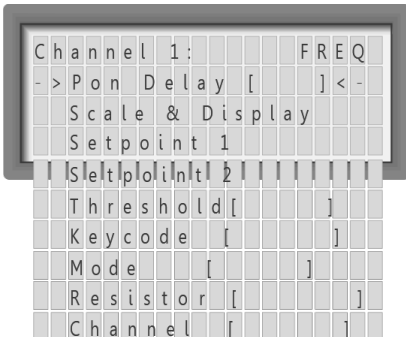 Channel 1: FREQ
->Pon Delay [ ]<-
Scale & Display
Setpoint 1
Setpoint 2
Threshold[ ]
Keycode [ ]
Mode [ ]
Resistor [ ]
Channel [ ]